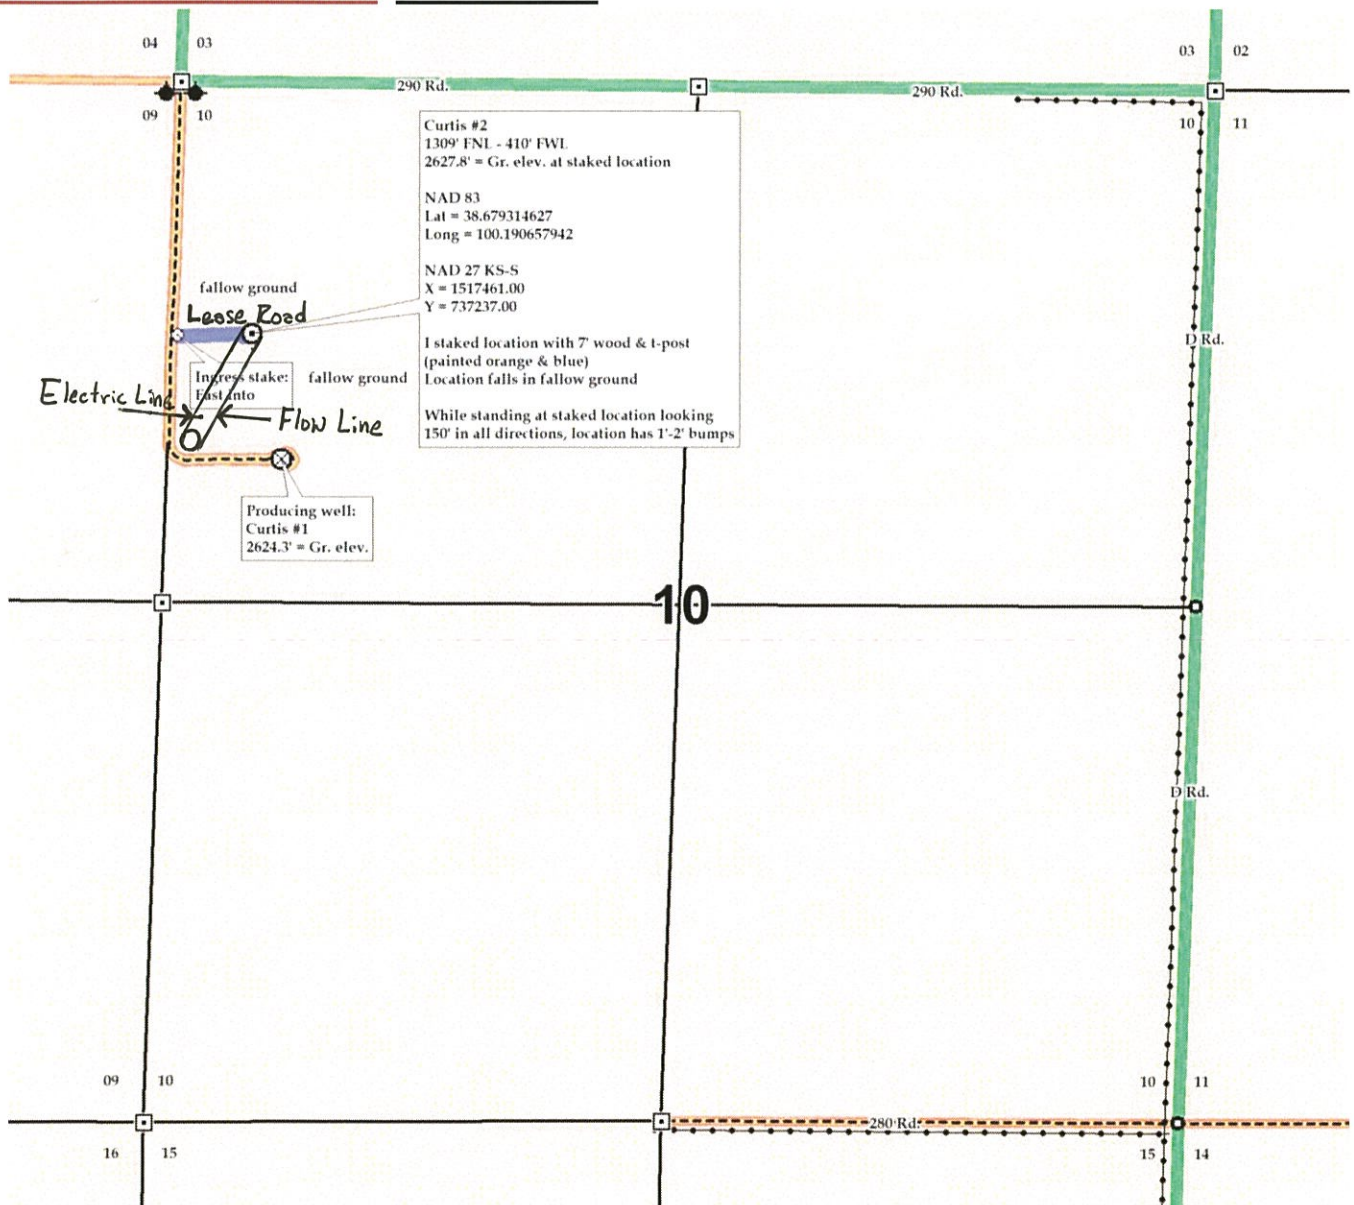 04 03
03 02
290 Rd.
290 Rd.
09 10
10 11
Curtis #2
1309' FNL - 410' FWL
2627.8' = Gr. elev. at staked location
NAD 83
Lat = 38.679314627
Long = 100.190657942
NAD 27 KS-S
X = 1517461.00
Y = 737237.00
I staked location with 7' wood & t-post
(painted orange & blue)
Location falls in fallow ground
While standing at staked location looking
150' in all directions, location has 1'-2' bumps
fallow ground
Lease Road
D Rd.
Ingress stake:
East into
fallow ground
Electric Line
Flow Line
Producing well:
Curtis #1
2624.3' = Gr. elev.
10
D Rd.
09 10
10 11
280 Rd.
16 15
15 14